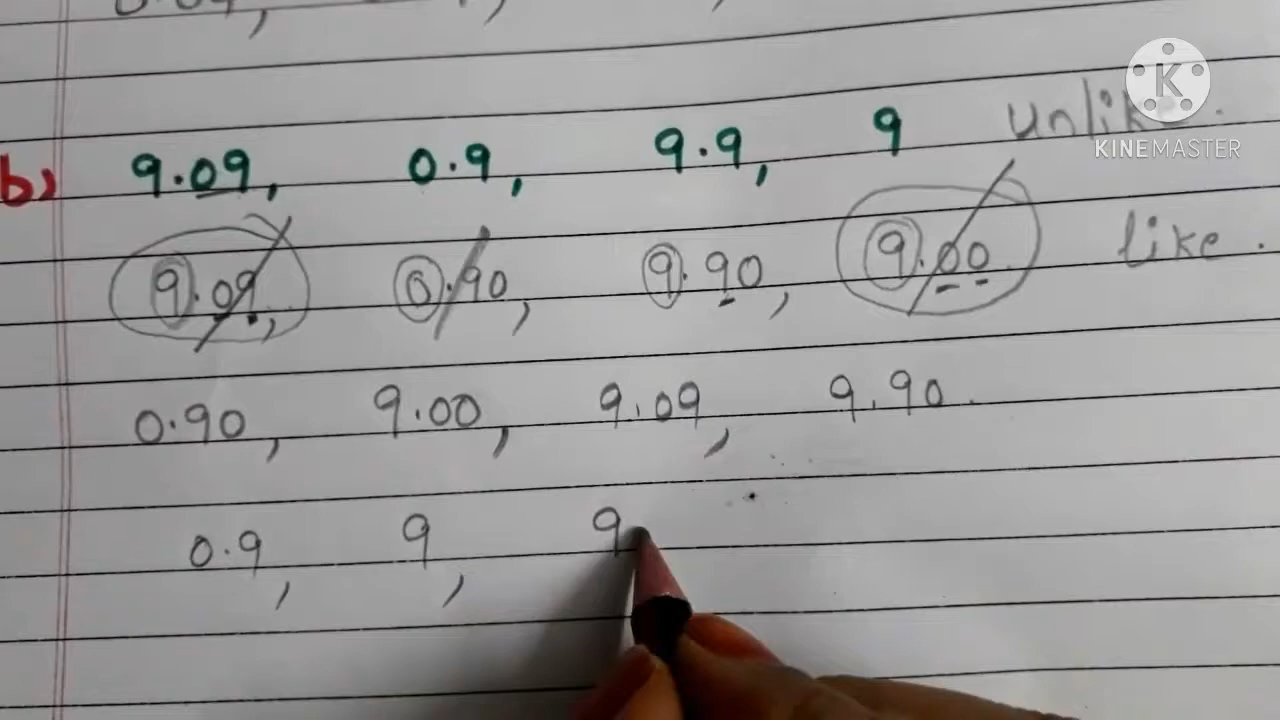 b) 9.09, 0.9, 9.9, 9 unlike.
9.09, 0.90, 9.90, 9.00 like.
0.90, 9.00, 9.09, 9.90.
0.9, 9, 9
K
KINEMASTER